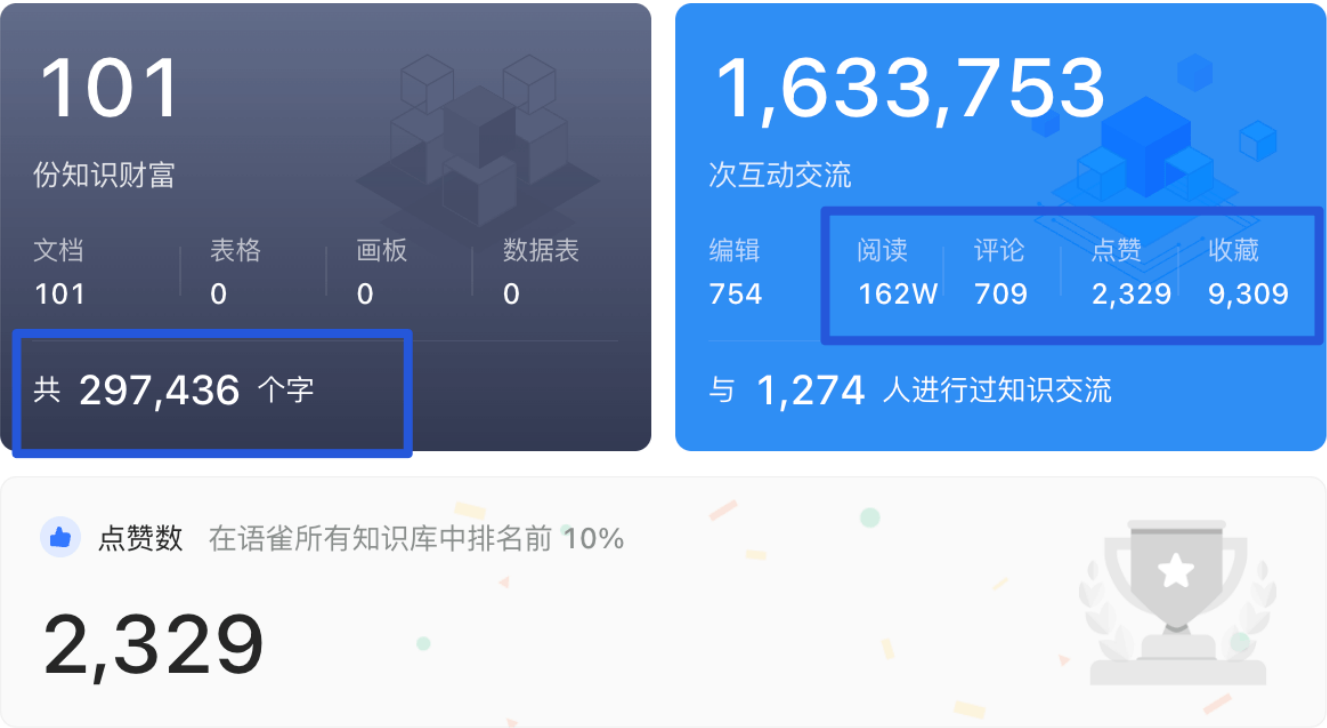 101
份知识财富
文档 表格 画板 数据表
101 0 0 0
共 297,436 个字
1,633,753
次互动交流
编辑 阅读 评论 点赞 收藏
754 162W 709 2,329 9,309
与 1,274 人进行过知识交流
点赞数 在语雀所有知识库中排名前 10%
2,329